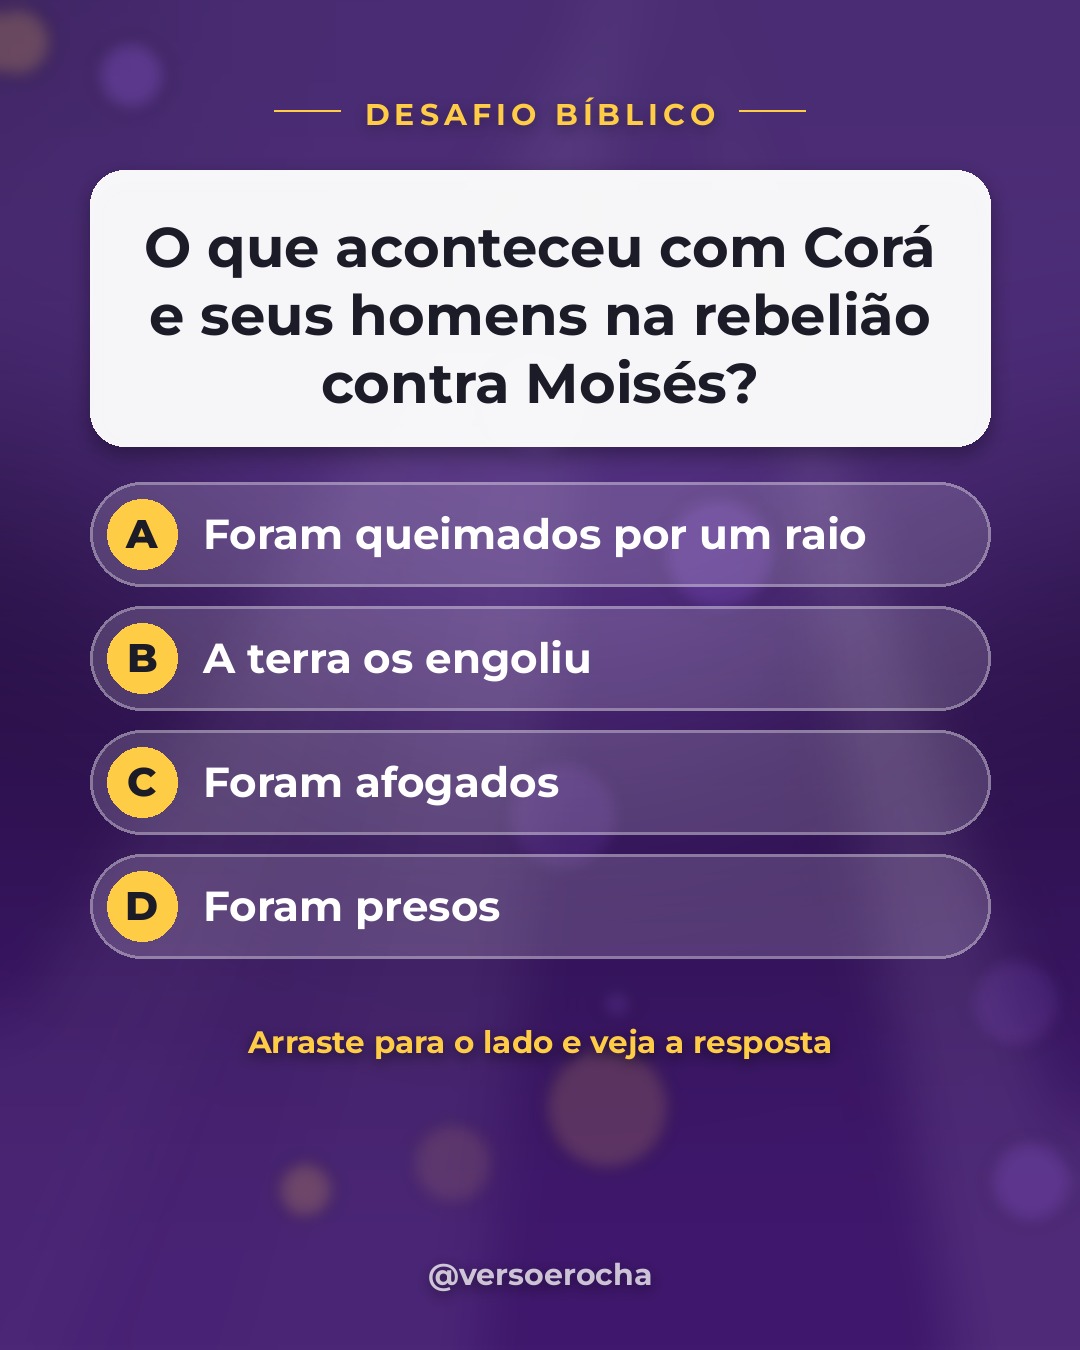 DESAFIO BÍBLICO
O que aconteceu com Corá
e seus homens na rebelião
contra Moisés?
A Foram queimados por um raio
B A terra os engoliu
C Foram afogados
D Foram presos
Arraste para o lado e veja a resposta
@versoerocha